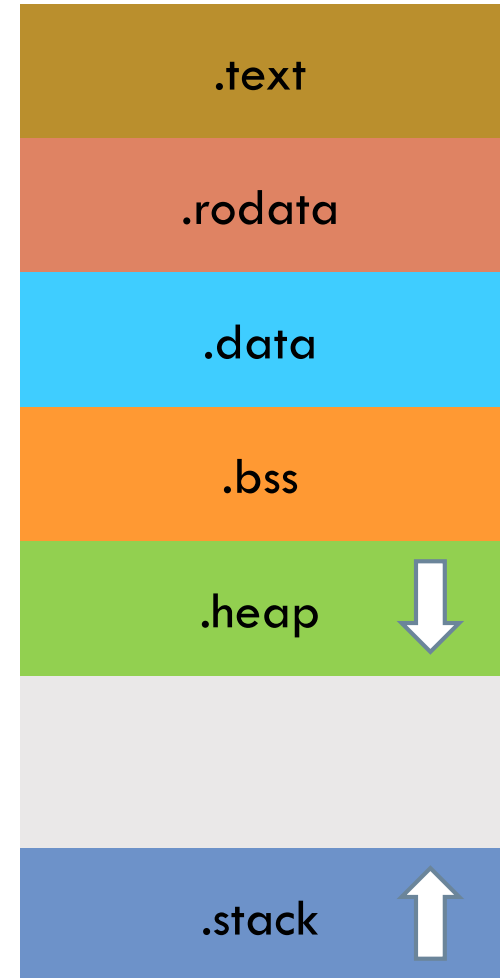 .text
.rodata
.data
.bss
.heap
.stack